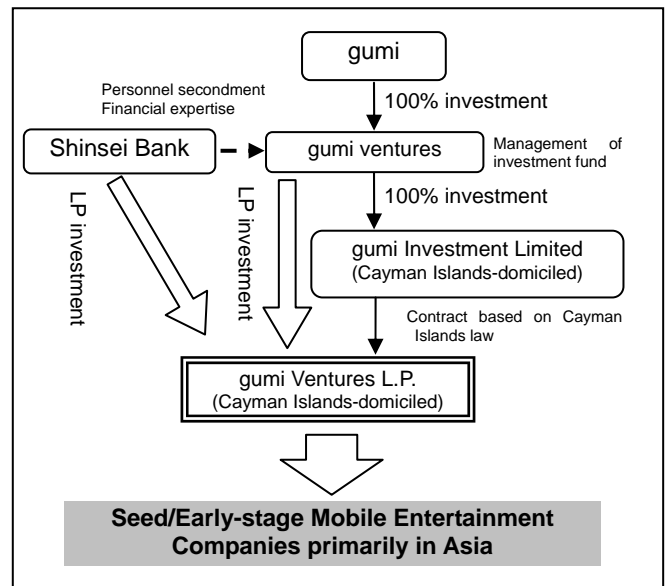 gumi
Personnel secondment
Financial expertise
100% investment
Shinsei Bank
gumi ventures
Management of
investment fund
LP investment
LP investment
100% investment
gumi Investment Limited
(Cayman Islands-domiciled)
Contract based on Cayman
Islands law
gumi Ventures L.P.
(Cayman Islands-domiciled)
Seed/Early-stage Mobile Entertainment
Companies primarily in Asia